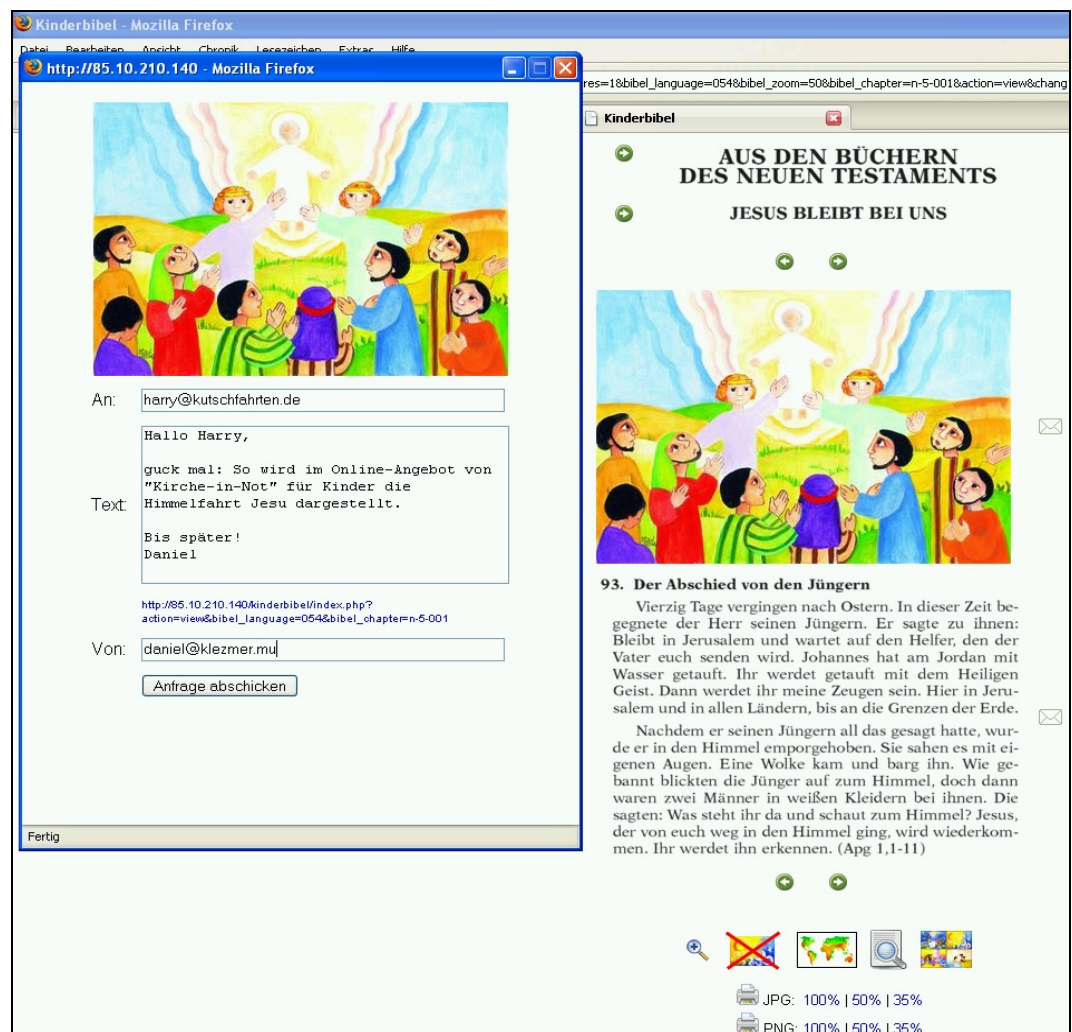 Kinderbibel - Mozilla Firefox
Datei Bearbeiten Ansicht Chronik Lesezeichen Extras Hilfe
http://85.10.210.140 - Mozilla Firefox
res=1&bibel_language=054&bibel_zoom=50&bibel_chapter=n-5-001&action=view&chang
Kinderbibel
An: harry@kutschfahrten.de
Text:
Hallo Harry,
guck mal: So wird im Online-Angebot von
"Kirche-in-Not" für Kinder die
Himmelfahrt Jesu dargestellt.
Bis später!
Daniel
http://85.10.210.140/kinderbibel/index.php?
action=view&bibel_language=054&bibel_chapter=n-5-001
Von: daniel@klezmer.mu
Anfrage abschicken
Fertig
AUS DEN BÜCHERN
DES NEUEN TESTAMENTS
JESUS BLEIBT BEI UNS
93. Der Abschied von den Jüngern
Vierzig Tage vergingen nach Ostern. In dieser Zeit be-
gegnete der Herr seinen Jüngern. Er sagte zu ihnen:
Bleibt in Jerusalem und wartet auf den Helfer, den der
Vater euch senden wird. Johannes hat am Jordan mit
Wasser getauft. Ihr werdet getauft mit dem Heiligen
Geist. Dann werdet ihr meine Zeugen sein. Hier in Jeru-
salem und in allen Ländern, bis an die Grenzen der Erde.
Nachdem er seinen Jüngern all das gesagt hatte, wur-
de er in den Himmel emporgehoben. Sie sahen es mit ei-
genen Augen. Eine Wolke kam und barg ihn. Wie ge-
bannt blickten die Jünger auf zum Himmel, doch dann
waren zwei Männer in weißen Kleidern bei ihnen. Die
sagten: Was steht ihr da und schaut zum Himmel? Jesus,
der von euch weg in den Himmel ging, wird wiederkom-
men. Ihr werdet ihn erkennen. (Apg 1,1-11)
JPG: 100% | 50% | 35%
PNG: 100% | 50% | 35%